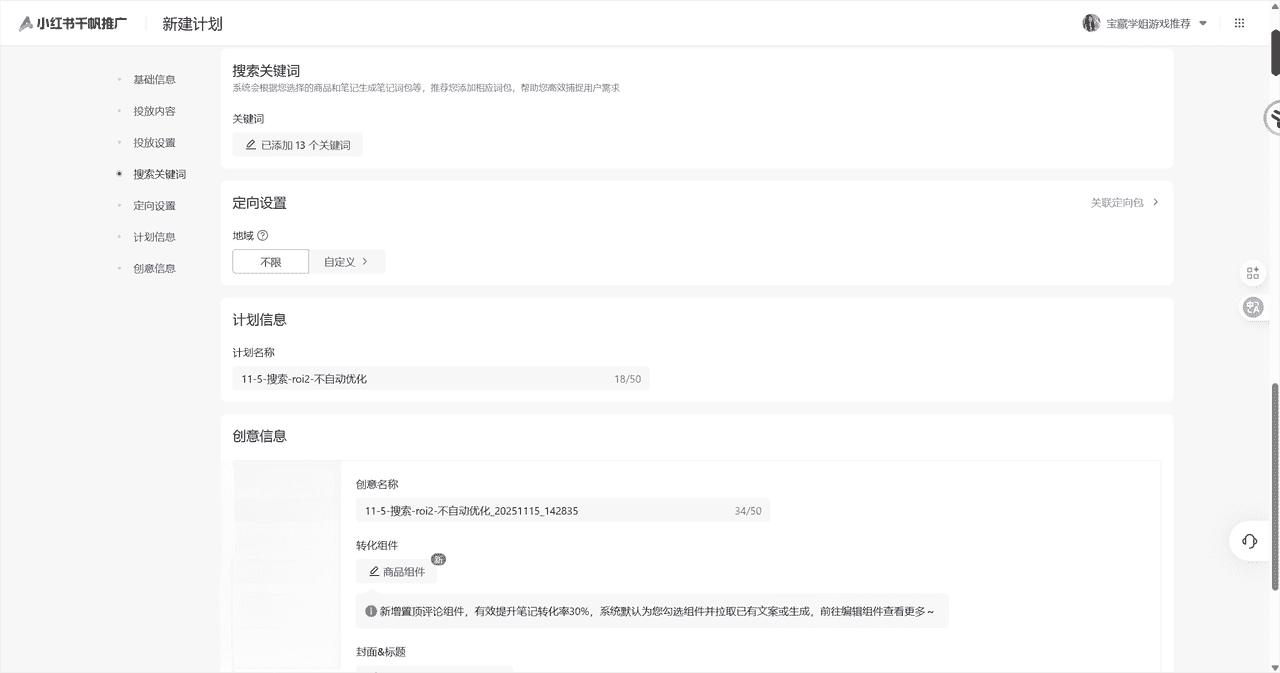 小红书千帆推广
新建计划
宝藏学姐游戏推荐
基础信息
投放内容
投放设置
搜索关键词
定向设置
计划信息
创意信息
搜索关键词
系统会根据您选择的商品和笔记生成笔记词包等，推荐您添加相应词包，帮助您高效捕捉用户需求
关键词
已添加 13 个关键词
定向设置
关联定向包
地域
不限
自定义
计划信息
计划名称
11-5-搜索-roi2-不自动优化
18/50
创意信息
创意名称
11-5-搜索-roi2-不自动优化_20251115_142835
34/50
转化组件
新
商品组件
新增置顶评论组件，有效提升笔记转化率30%，系统默认为您勾选组件并拉取已有文案或生成，前往编辑组件查看更多~
封面&标题